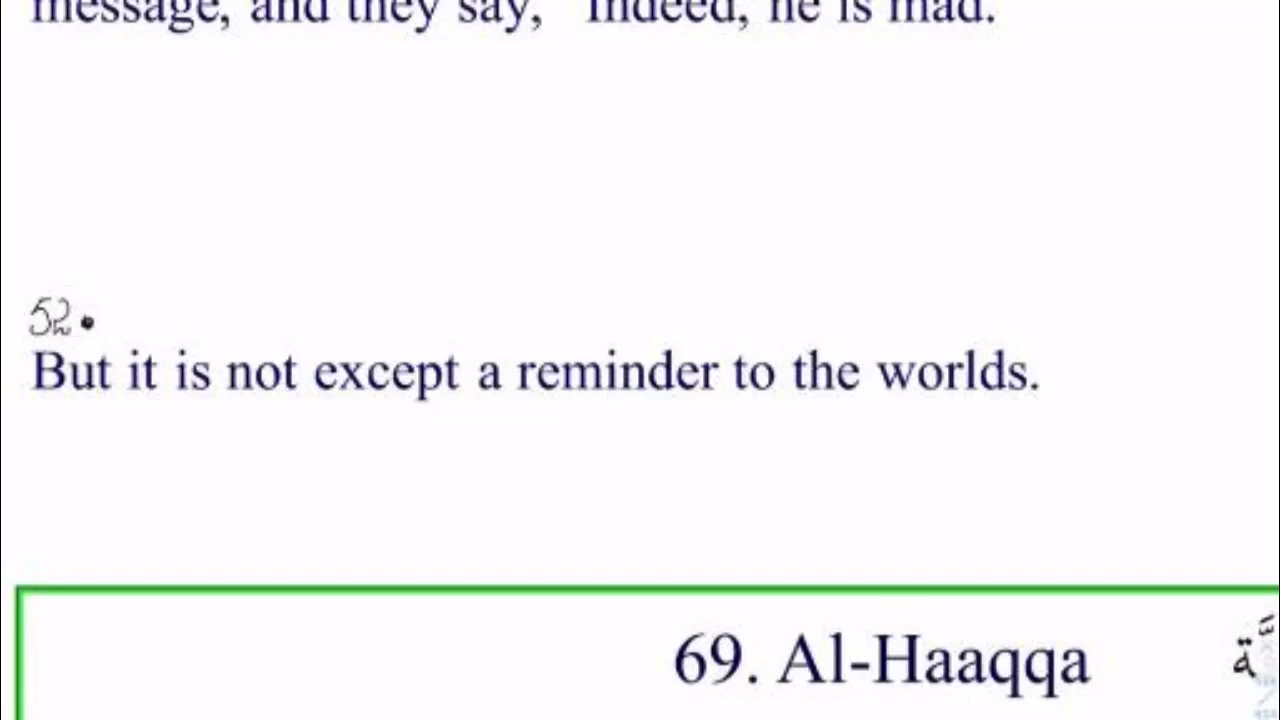 message, and they say, "Indeed, he is mad.
52.
But it is not except a reminder to the worlds.
69. Al-Haaqqa